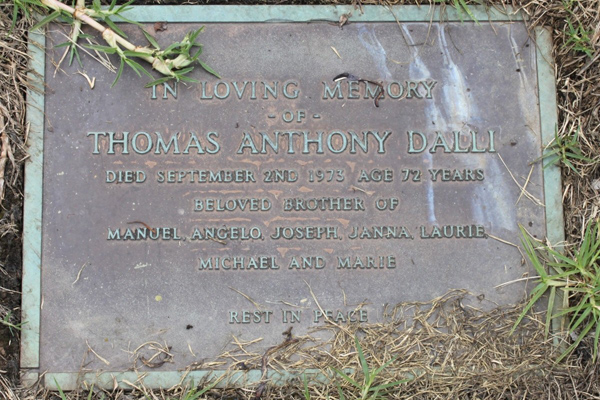 IN LOVING MEMORY
- OF -
THOMAS ANTHONY DALLI
DIED SEPTEMBER 2ND 1973 AGE 72 YEARS
BELOVED BROTHER OF
MANUEL, ANGELO, JOSEPH, JANNA, LAURIE,
MICHAEL AND MARIE
REST IN PEACE